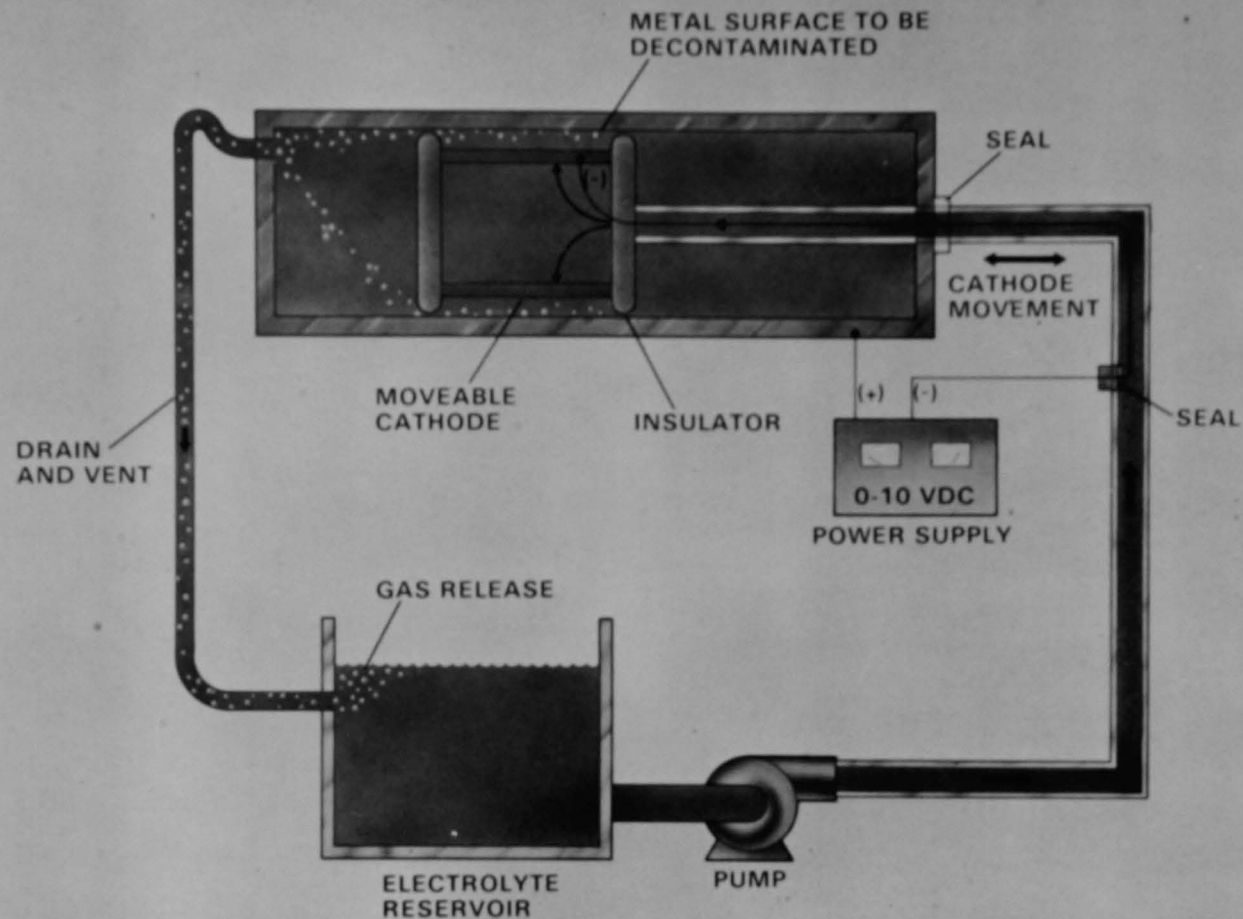 METAL SURFACE TO BE
DECONTAMINATED
SEAL
(-)
CATHODE
MOVEMENT
MOVEABLE
CATHODE
INSULATOR
(+)
(-)
SEAL
DRAIN
AND VENT
0-10 VDC
POWER SUPPLY
GAS RELEASE
PUMP
ELECTROLYTE
RESERVOIR